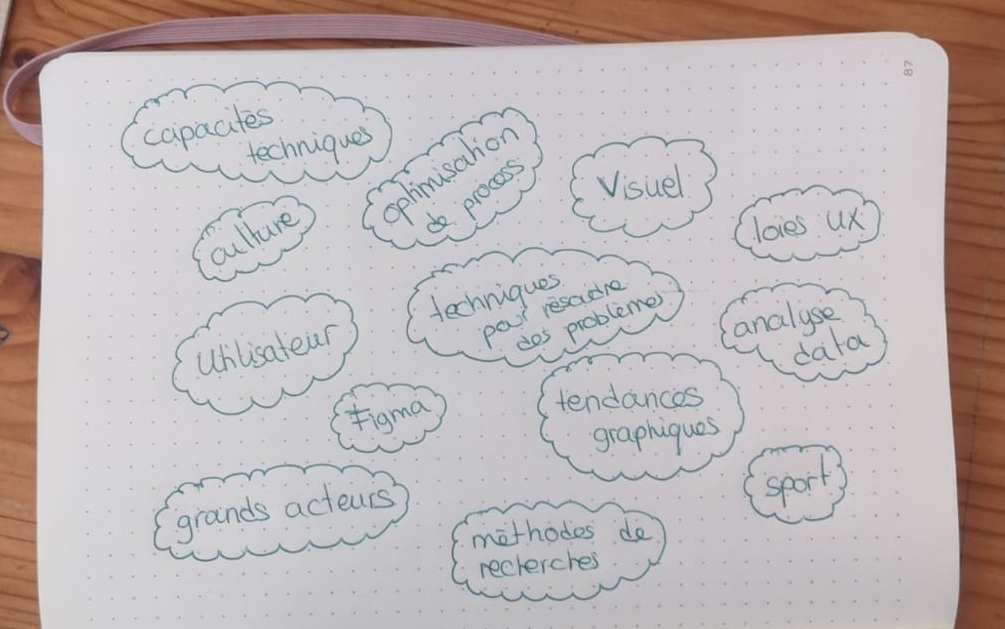 87
capacités
techniques
optimisation
de process
Visuel
culture
loies ux
techniques
pour résoudre
des problèmes
Utilisateur
analyse
data
Figma
tendances
graphiques
sport
grands acteurs
méthodes de
recherches